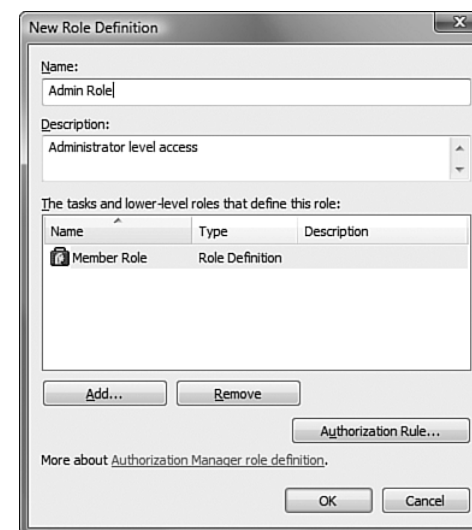 New Role Definition
Name:
Admin Role
Description:
Administrator level access
The tasks and lower-level roles that define this role:
Name Type Description
Member Role Role Definition
Add... Remove
Authorization Rule...
More about Authorization Manager role definition.
OK Cancel